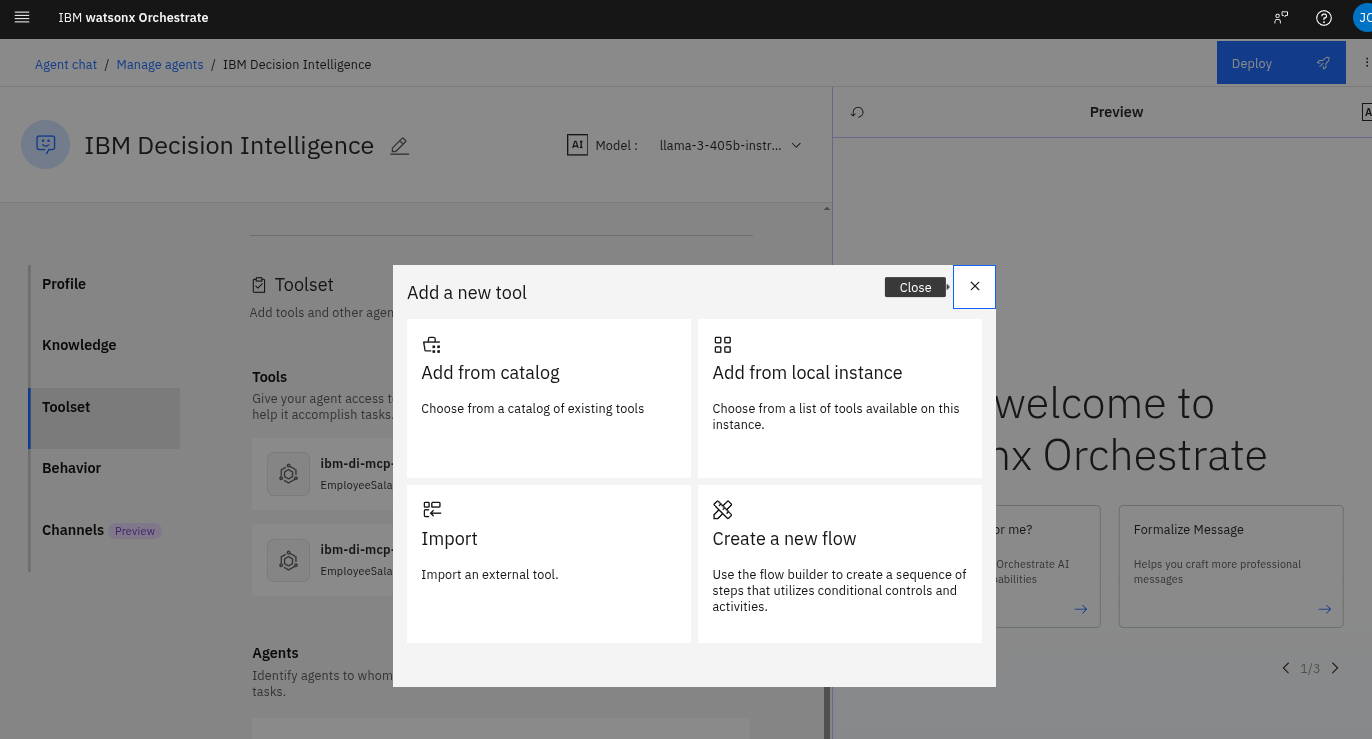 IBM watsonx Orchestrate
JC
Agent chat / Manage agents / IBM Decision Intelligence
Deploy
IBM Decision Intelligence
AI Model : llama-3-405b-instr...
Preview
Profile
Knowledge
Toolset
Behavior
Channels Preview
Toolset
Add tools and other agen
Tools
Give your agent access t
help it accomplish tasks.
ibm-di-mcp-
EmployeeSala
ibm-di-mcp-
EmployeeSala
Agents
Identify agents to whom
tasks.
Add a new tool
Close
Add from catalog
Choose from a catalog of existing tools
Add from local instance
Choose from a list of tools available on this
instance.
Import
Import an external tool.
Create a new flow
Use the flow builder to create a sequence of
steps that utilizes conditional controls and
activities.
welcome to
nx Orchestrate
or me?
Orchestrate AI
abilities
Formalize Message
Helps you craft more professional
messages
1/3